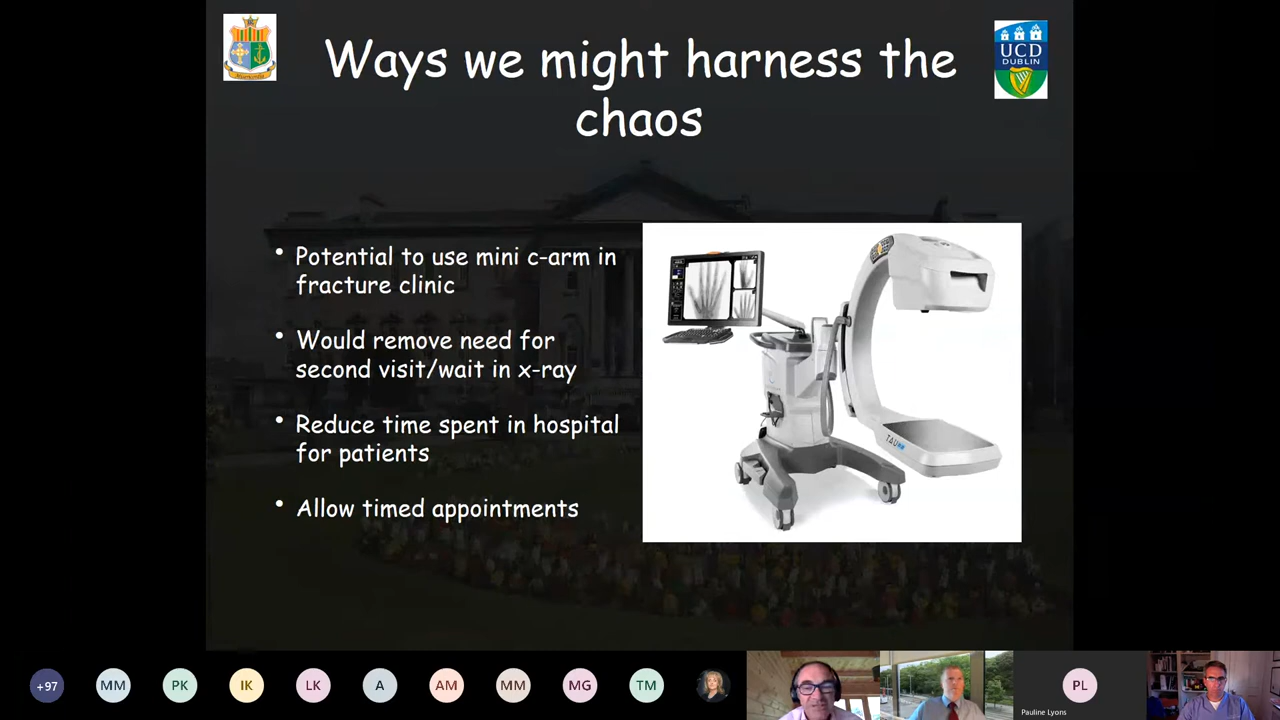 Ways we might harness the
chaos
UCD
DUBLIN
• Potential to use mini c-arm in
fracture clinic
• Would remove need for
second visit/wait in x-ray
• Reduce time spent in hospital
for patients
• Allow timed appointments
TAU
+97
MM
PK
IK
LK
A
AM
MM
MG
TM
PL
Pauline Lyons